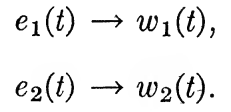 e₁(t) → w₁(t),
e₂(t) → w₂(t).